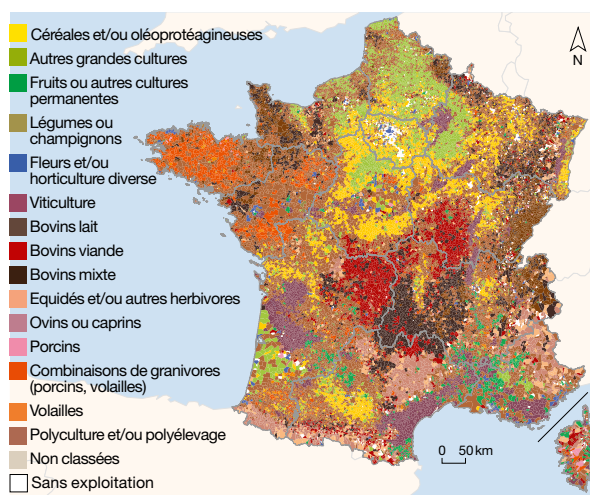 Céréales et/ou oléoprotéagineuses
Autres grandes cultures
Fruits ou autres cultures
permanentes
Légumes ou
champignons
Fleurs et/ou
horticulture diverse
Viticulture
Bovins lait
Bovins viande
Bovins mixte
Equidés et/ou autres herbivores
Ovins ou caprins
Porcins
Combinaisons de granivores
(porcins, volailles)
Volailles
Polyculture et/ou polyélevage
Non classées
Sans exploitation
N
0 50 km